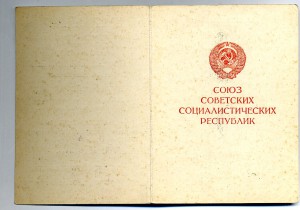 СОЮЗ
СОВЕТСКИХ
СОЦИАЛИСТИЧЕСКИХ
РЕСПУБЛИК